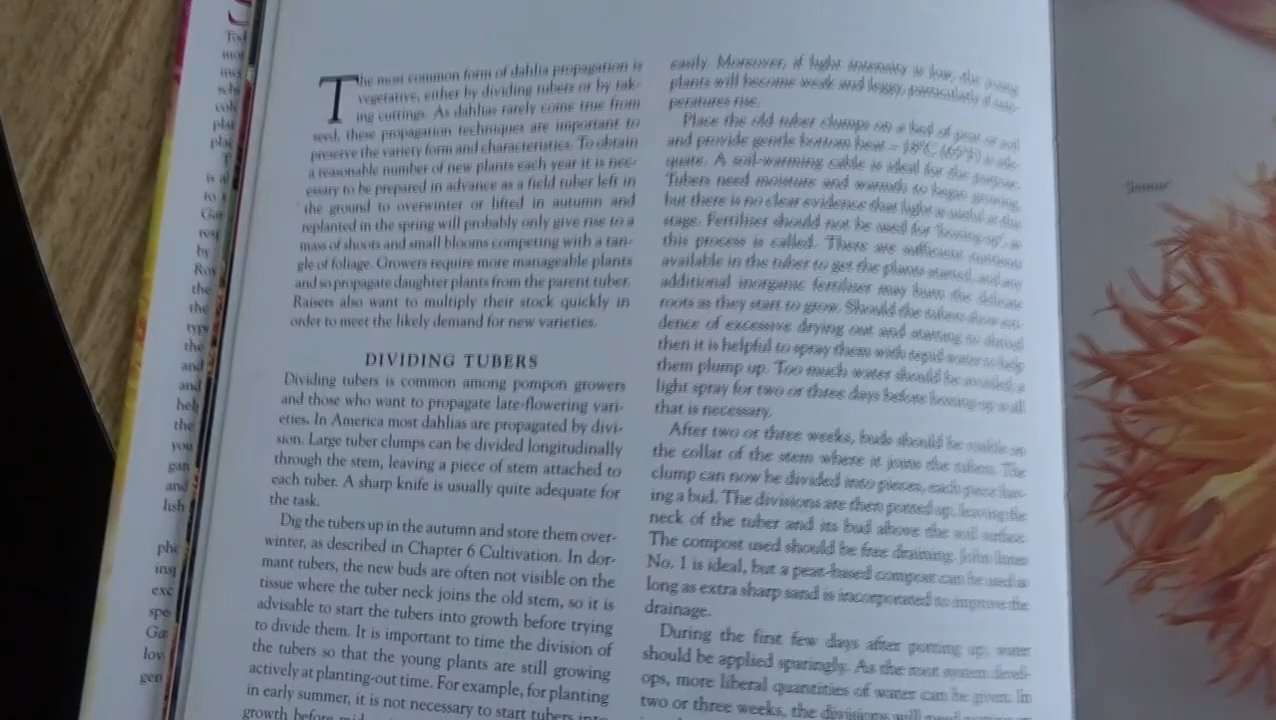 The most common form of dahlia propagation is
vegetative, either by dividing tubers or by tak-
ing cuttings. As dahlias rarely come true from
seed, these propagation techniques are important to
preserve the variety form and characteristics. To obtain
a reasonable number of new plants each year it is nec-
essary to be prepared in advance as a field tuber left in
the ground to overwinter or lifted in autumn and
replanted in the spring will probably only give rise to a
mass of shoots and small blooms competing with a tan-
gle of foliage. Growers require more manageable plants
and so propagate daughter plants from the parent tuber.
Raisers also want to multiply their stock quickly in
order to meet the likely demand for new varieties.
DIVIDING TUBERS
Dividing tubers is common among pompon growers
and those who want to propagate late-flowering vari-
eties. In America most dahlias are propagated by divi-
sion. Large tuber clumps can be divided longitudinally
through the stem, leaving a piece of stem attached to
each tuber. A sharp knife is usually quite adequate for
the task.
Dig the tubers up in the autumn and store them over-
winter, as described in Chapter 6 Cultivation. In dor-
mant tubers, the new buds are often not visible on the
tissue where the tuber neck joins the old stem, so it is
advisable to start the tubers into growth before trying
to divide them. It is important to time the division of
the tubers so that the young plants are still growing
actively at planting-out time. For example, for planting
in early summer, it is not necessary to start tubers into
growth before
easily. Moreover, if light intensity is low, the young
plants will become weak and leggy, particularly if tem-
peratures rise.
Place the old tuber clumps on a bed of peat or soil
and provide gentle bottom heat – 18°C (65°F) is ade-
quate. A soil-warming cable is ideal for the purpose.
Tubers need moisture and warmth to begin growing,
but there is no clear evidence that light is useful at this
stage. Fertiliser should not be used for 'boxing-up', as
this process is called. There are sufficient nutrients
available in the tuber to get the plants started, and any
additional inorganic fertiliser may burn the delicate
roots as they start to grow. Should the tubers show evi-
dence of excessive drying out and starting to shrivel
then it is helpful to spray them with tepid water to help
them plump up. Too much water should be avoided; a
light spray for two or three days before boxing-up is all
that is necessary.
After two or three weeks, buds should be visible on
the collar of the stem where it joins the tubers. The
clump can now be divided into pieces, each piece hav-
ing a bud. The divisions are then potted up, leaving the
neck of the tuber and its bud above the soil surface.
The compost used should be free draining. John Innes
No. 1 is ideal, but a peat-based compost can be used as
long as extra sharp sand is incorporated to improve the
drainage.
During the first few days after potting up, water
should be applied sparingly. As the root system devel-
ops, more liberal quantities of water can be given. In
two or three weeks, the divisions will need